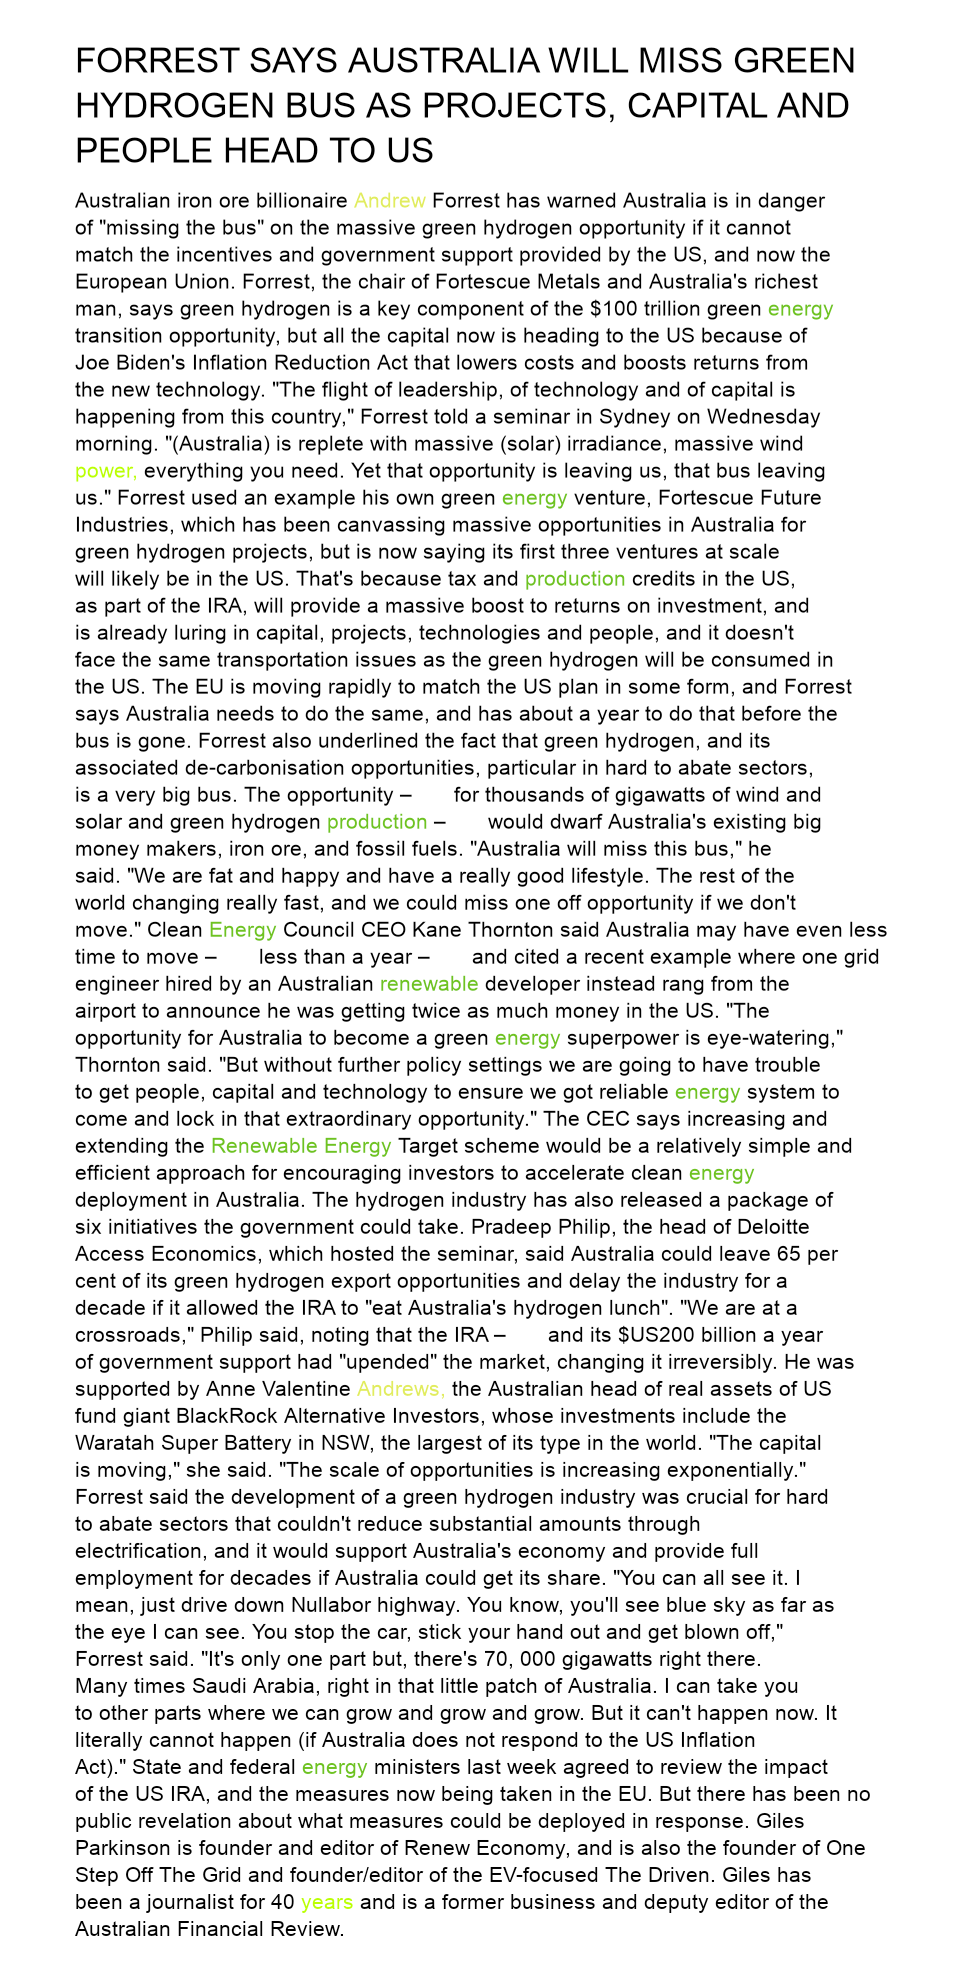 FORREST SAYS AUSTRALIA WILL MISS GREEN
HYDROGEN BUS AS PROJECTS, CAPITAL AND
PEOPLE HEAD TO US
Australian iron ore billionaire Andrew Forrest has warned Australia is in danger
of "missing the bus" on the massive green hydrogen opportunity if it cannot
match the incentives and government support provided by the US, and now the
European Union. Forrest, the chair of Fortescue Metals and Australia's richest
man, says green hydrogen is a key component of the $100 trillion green energy
transition opportunity, but all the capital now is heading to the US because of
Joe Biden's Inflation Reduction Act that lowers costs and boosts returns from
the new technology. "The flight of leadership, of technology and of capital is
happening from this country," Forrest told a seminar in Sydney on Wednesday
morning. "(Australia) is replete with massive (solar) irradiance, massive wind
power, everything you need. Yet that opportunity is leaving us, that bus leaving
us." Forrest used an example his own green energy venture, Fortescue Future
Industries, which has been canvassing massive opportunities in Australia for
green hydrogen projects, but is now saying its first three ventures at scale
will likely be in the US. That's because tax and production credits in the US,
as part of the IRA, will provide a massive boost to returns on investment, and
is already luring in capital, projects, technologies and people, and it doesn't
face the same transportation issues as the green hydrogen will be consumed in
the US. The EU is moving rapidly to match the US plan in some form, and Forrest
says Australia needs to do the same, and has about a year to do that before the
bus is gone. Forrest also underlined the fact that green hydrogen, and its
associated de-carbonisation opportunities, particular in hard to abate sectors,
is a very big bus. The opportunity – for thousands of gigawatts of wind and
solar and green hydrogen production – would dwarf Australia's existing big
money makers, iron ore, and fossil fuels. "Australia will miss this bus," he
said. "We are fat and happy and have a really good lifestyle. The rest of the
world changing really fast, and we could miss one off opportunity if we don't
move." Clean Energy Council CEO Kane Thornton said Australia may have even less
time to move – less than a year – and cited a recent example where one grid
engineer hired by an Australian renewable developer instead rang from the
airport to announce he was getting twice as much money in the US. "The
opportunity for Australia to become a green energy superpower is eye-watering,"
Thornton said. "But without further policy settings we are going to have trouble
to get people, capital and technology to ensure we got reliable energy system to
come and lock in that extraordinary opportunity." The CEC says increasing and
extending the Renewable Energy Target scheme would be a relatively simple and
efficient approach for encouraging investors to accelerate clean energy
deployment in Australia. The hydrogen industry has also released a package of
six initiatives the government could take. Pradeep Philip, the head of Deloitte
Access Economics, which hosted the seminar, said Australia could leave 65 per
cent of its green hydrogen export opportunities and delay the industry for a
decade if it allowed the IRA to "eat Australia's hydrogen lunch". "We are at a
crossroads," Philip said, noting that the IRA – and its $US200 billion a year
of government support had "upended" the market, changing it irreversibly. He was
supported by Anne Valentine Andrews, the Australian head of real assets of US
fund giant BlackRock Alternative Investors, whose investments include the
Waratah Super Battery in NSW, the largest of its type in the world. "The capital
is moving," she said. "The scale of opportunities is increasing exponentially."
Forrest said the development of a green hydrogen industry was crucial for hard
to abate sectors that couldn't reduce substantial amounts through
electrification, and it would support Australia's economy and provide full
employment for decades if Australia could get its share. "You can all see it. I
mean, just drive down Nullabor highway. You know, you'll see blue sky as far as
the eye I can see. You stop the car, stick your hand out and get blown off,"
Forrest said. "It's only one part but, there's 70, 000 gigawatts right there.
Many times Saudi Arabia, right in that little patch of Australia. I can take you
to other parts where we can grow and grow and grow. But it can't happen now. It
literally cannot happen (if Australia does not respond to the US Inflation
Act)." State and federal energy ministers last week agreed to review the impact
of the US IRA, and the measures now being taken in the EU. But there has been no
public revelation about what measures could be deployed in response. Giles
Parkinson is founder and editor of Renew Economy, and is also the founder of One
Step Off The Grid and founder/editor of the EV-focused The Driven. Giles has
been a journalist for 40 years and is a former business and deputy editor of the
Australian Financial Review.